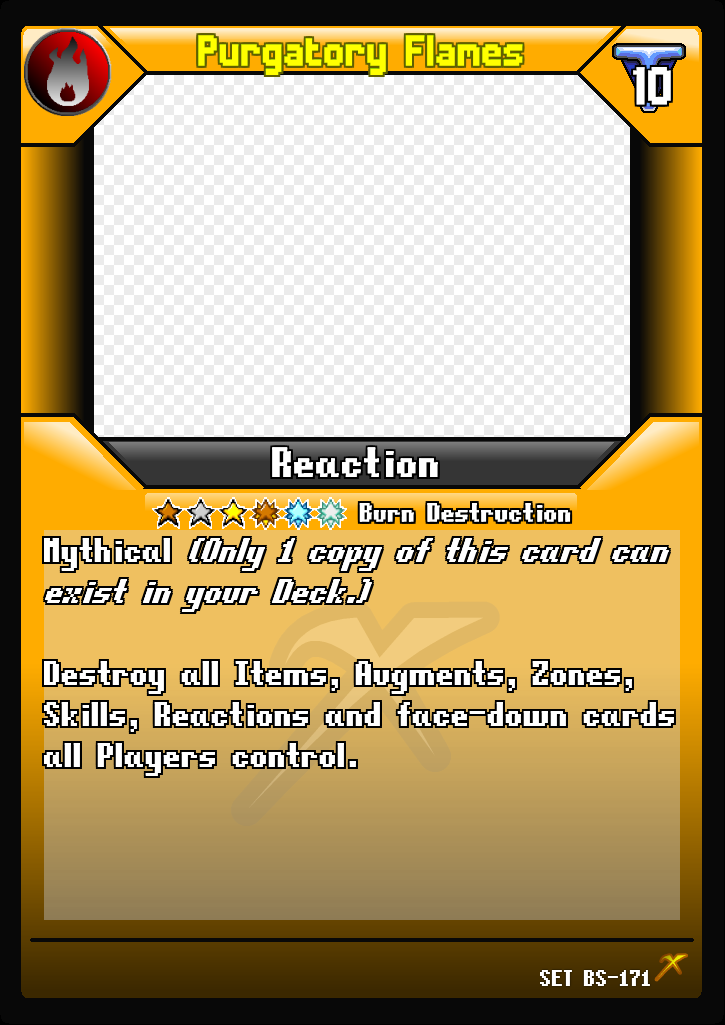 Purgatory Flames
10
Reaction
Burn Destruction
Mythical (Only 1 copy of this card can
exist in your Deck.)
Destroy all Items, Augments, Zones,
Skills, Reactions and face-down cards
all Players control.
SET BS-171